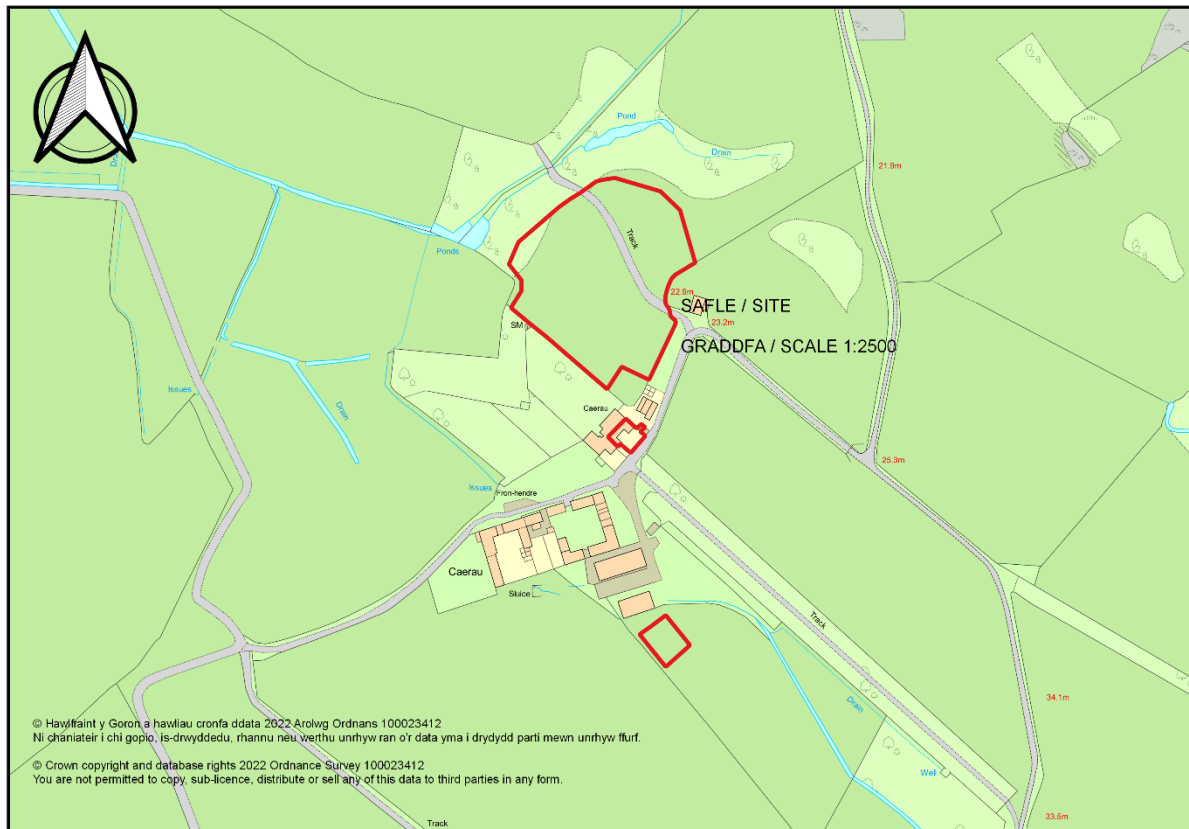 Pond
Drain
Drain
21.9m
Track
Ponds
22.9m
SAFLE / SITE
23.2m
SM
GRADDFA / SCALE 1:2500
Issues
Drain
Caerau
25.3m
Issues
Fron-hendre
Caerau
Sluice
Track
Drain
34.1m
© Hawlfraint y Goron a hawliau cronfa ddata 2022 Arolwg Ordnans 100023412
Ni chaniateir i chi gopio, is-drwyddedu, rhannu neu werthu unrhyw ran o'r data yma i drydydd parti mewn unrhyw ffurf.
© Crown copyright and database rights 2022 Ordnance Survey 100023412
You are not permitted to copy, sub-licence, distribute or sell any of this data to third parties in any form.
Well
33.5m
Track